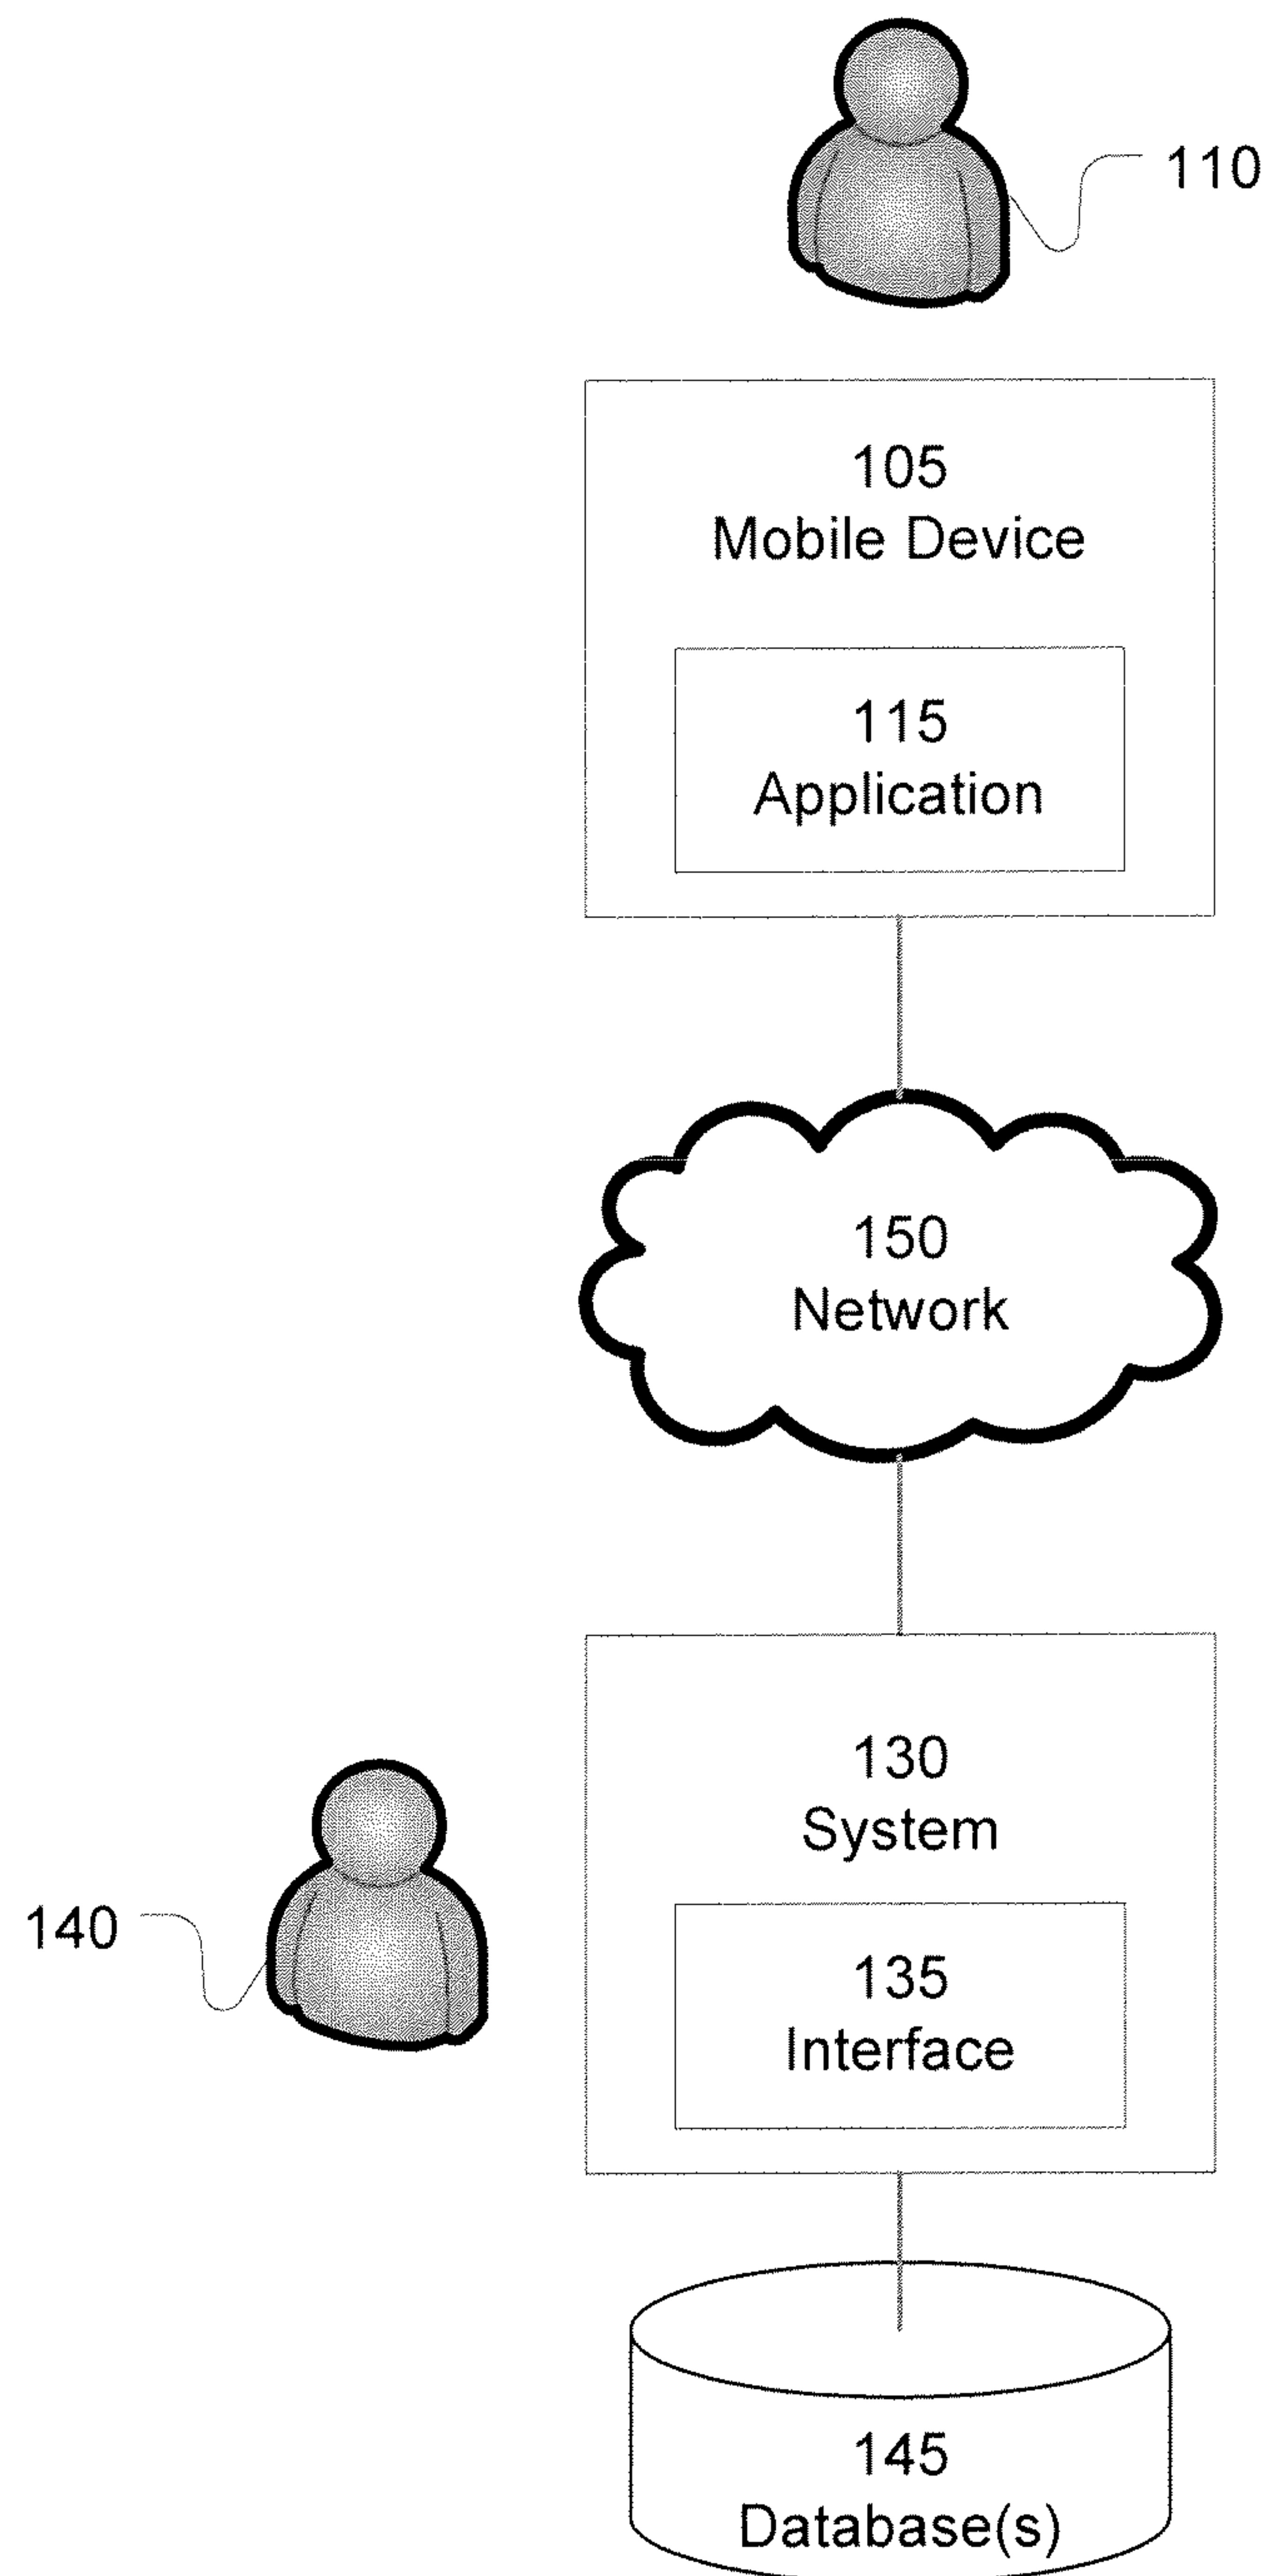 110
105
Mobile Device
115
Application
150
Network
130
System
140
135
Interface
145
Database(s)